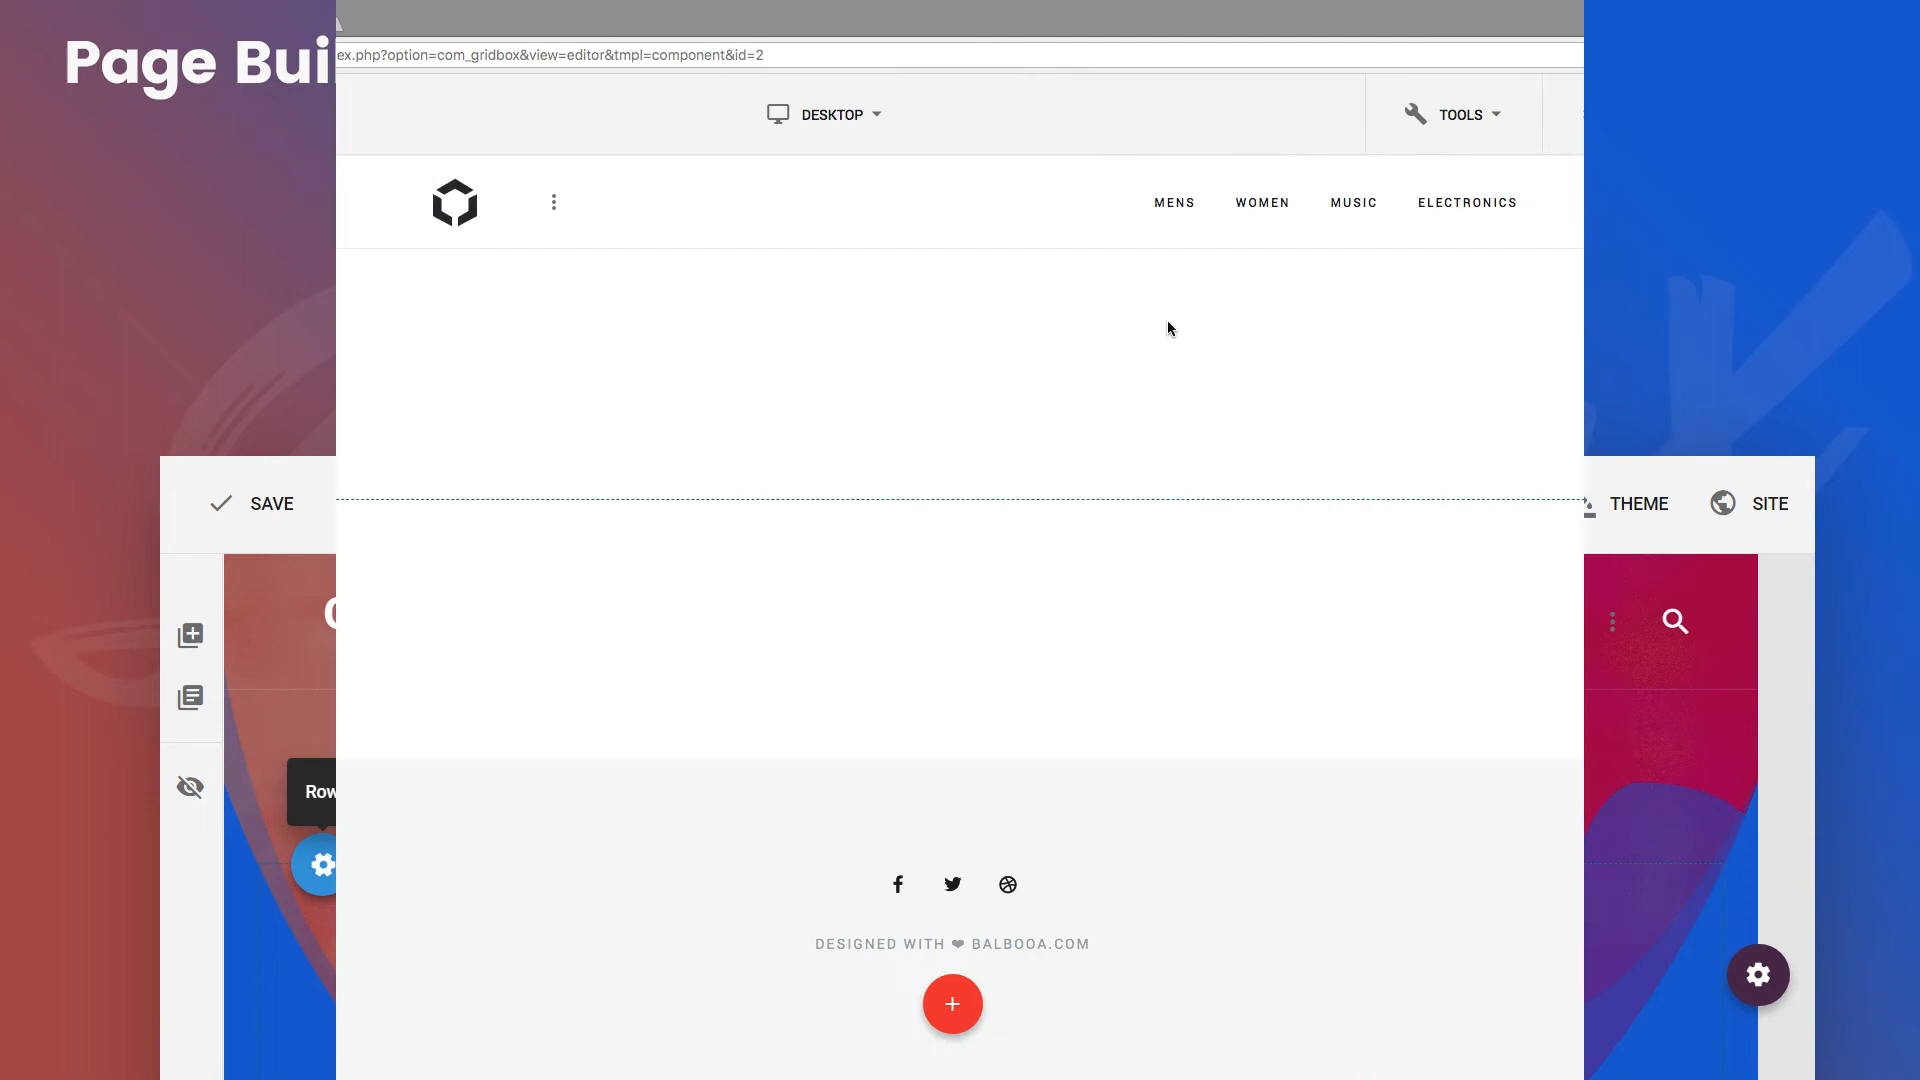 Page Bui
ex.php?option=com_gridbox&view=editor&tmpl=component&id=2
DESKTOP
TOOLS
MENS WOMEN MUSIC ELECTRONICS
SAVE
THEME
SITE
Row
DESIGNED WITH ❤ BALBOOA.COM